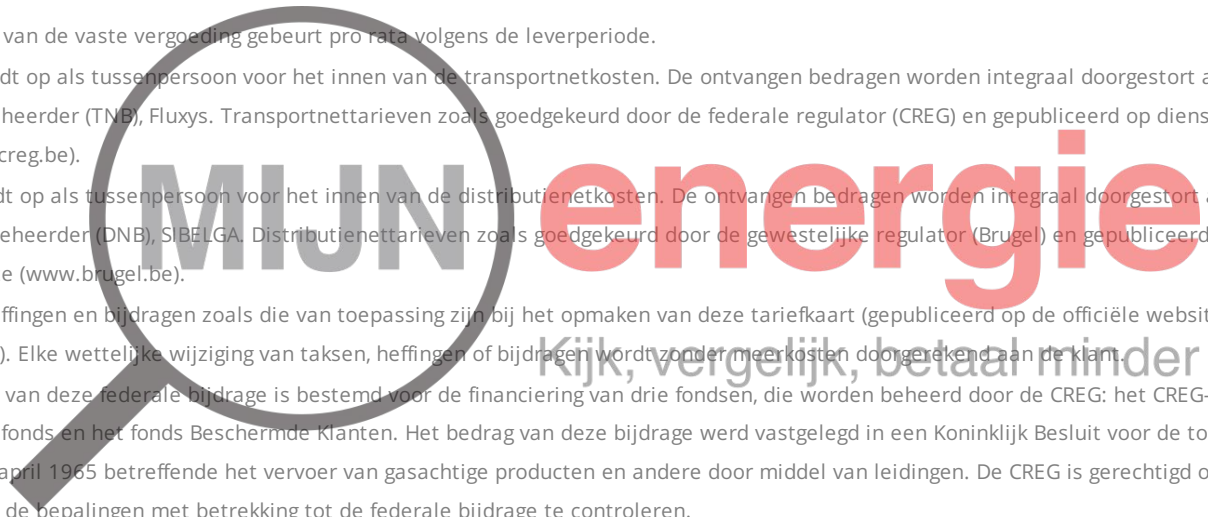 van de vaste vergoeding gebeurt pro rata volgens de leverperiode.
dt op als tussenpersoon voor het innen van de transportnetkosten. De ontvangen bedragen worden integraal doorgestort a
heerder (TNB), Fluxys. Transportnettarieven zoals goedgekeurd door de federale regulator (CREG) en gepubliceerd op diens
creg.be).
dt op als tussenpersoon voor het innen van de distributienetkosten. De ontvangen bedragen worden integraal doorgestort a
eheerder (DNB), SIBELGA. Distributienettarieven zoals goedgekeurd door de gewestelijke regulator (Brugel) en gepubliceerd
e (www.brugel.be).
MIJN energie
ffingen en bijdragen zoals die van toepassing zijn bij het opmaken van deze tariefkaart (gepubliceerd op de officiële websit
). Elke wettelijke wijziging van taksen, heffingen of bijdragen wordt zonder meerkosten doorgerekend aan de klant.
Kijk, vergelijk, betaal minder
van deze federale bijdrage is bestemd voor de financiering van drie fondsen, die worden beheerd door de CREG: het CREG-
fonds en het fonds Beschermde Klanten. Het bedrag van deze bijdrage werd vastgelegd in een Koninklijk Besluit voor de to
april 1965 betreffende het vervoer van gasachtige producten en andere door middel van leidingen. De CREG is gerechtigd o
de bepalingen met betrekking tot de federale bijdrage te controleren.